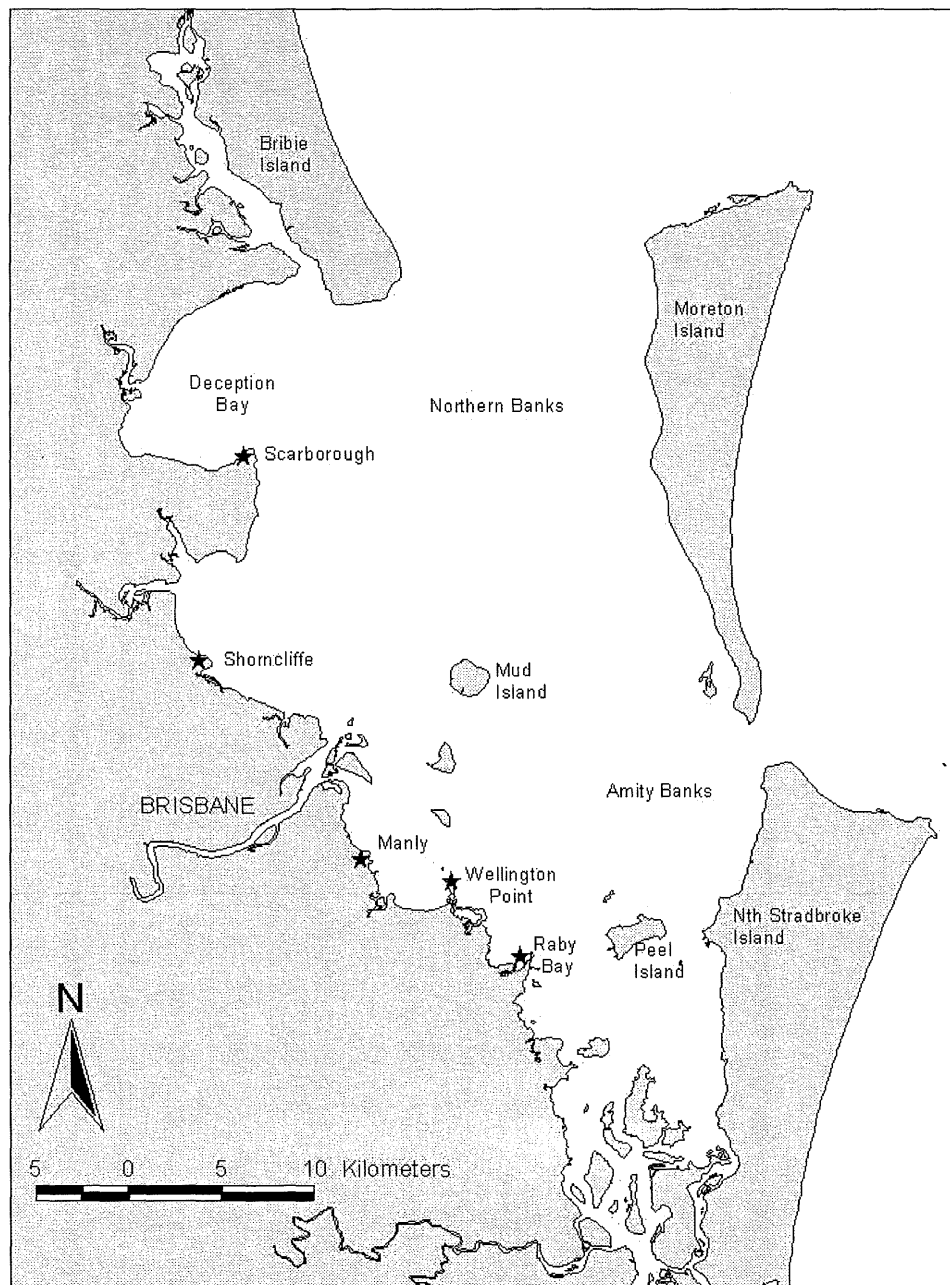 Bribie
Island
Moreton
Island
Deception
Bay
Northern Banks
Scarborough
Shorncliffe
Mud
Island
Amity Banks
BRISBANE
Manly
Wellington
Point
Nth Stradbroke
Island
Raby
Bay
Peel
Island
N
5 0 5 10 Kilometers